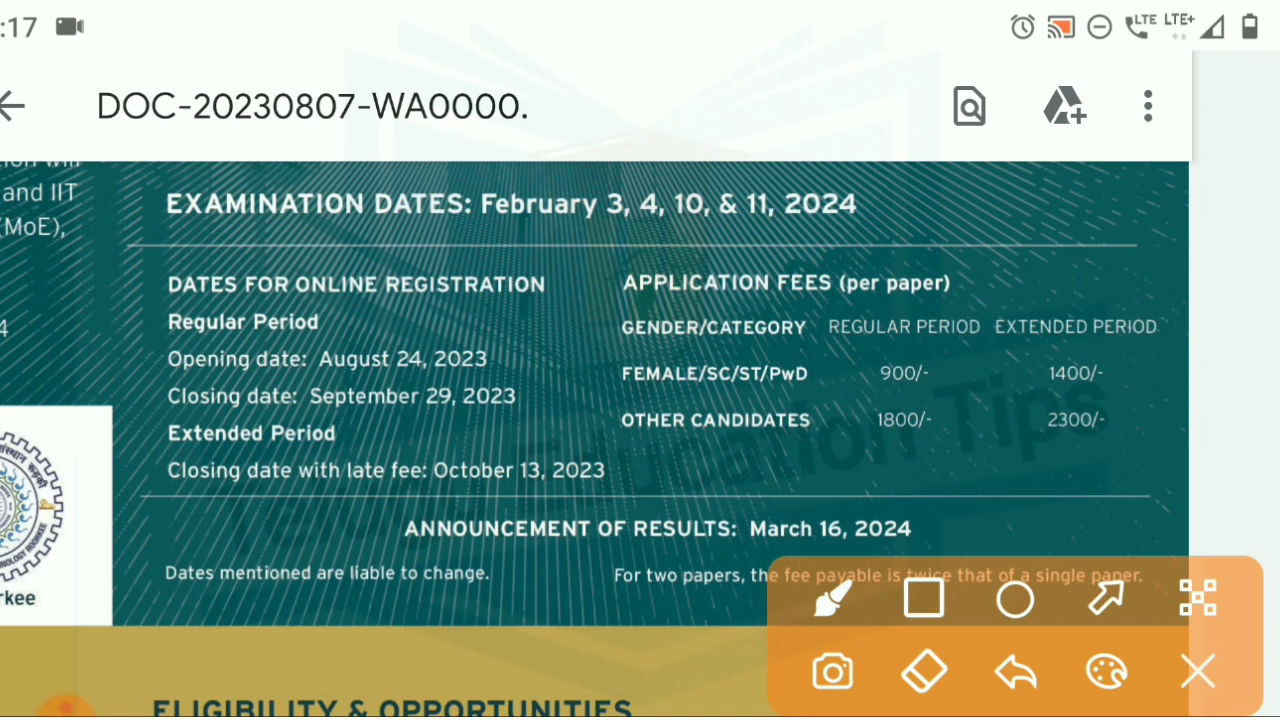 :17
LTE LTE+
DOC-20230807-WA0000.
and IIT
(MoE),
EXAMINATION DATES: February 3, 4, 10, & 11, 2024
DATES FOR ONLINE REGISTRATION
Regular Period
Opening date: August 24, 2023
Closing date: September 29, 2023
Extended Period
Closing date with late fee: October 13, 2023
APPLICATION FEES (per paper)
GENDER/CATEGORY REGULAR PERIOD EXTENDED PERIOD
FEMALE/SC/ST/PwD 900/- 1400/-
OTHER CANDIDATES 1800/- 2300/-
Education Tips
ANNOUNCEMENT OF RESULTS: March 16, 2024
Dates mentioned are liable to change.
For two papers, the fee payable is twice that of a single paper.
rkee
ELIGIBILITY & OPPORTUNITIES